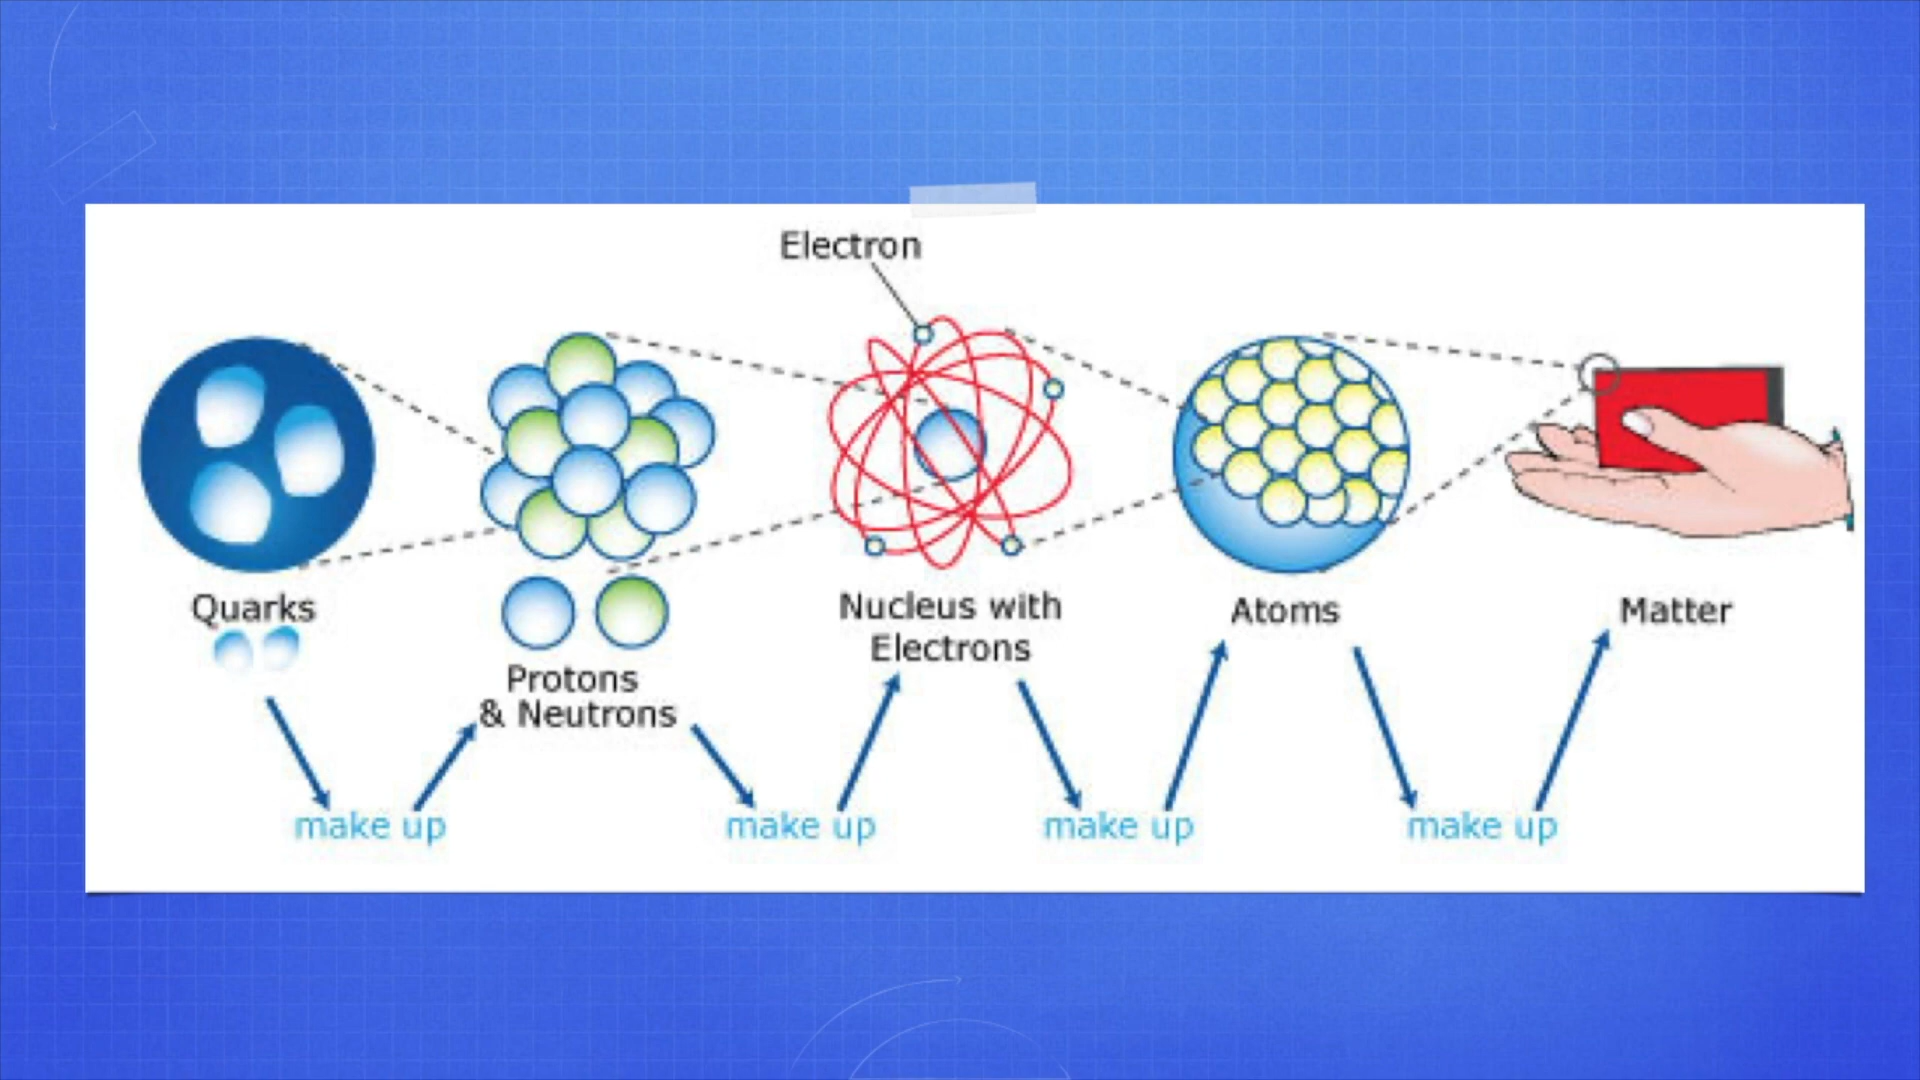 Electron
Quarks
Protons
& Neutrons
Nucleus with
Electrons
Atoms
Matter
make up
make up
make up
make up